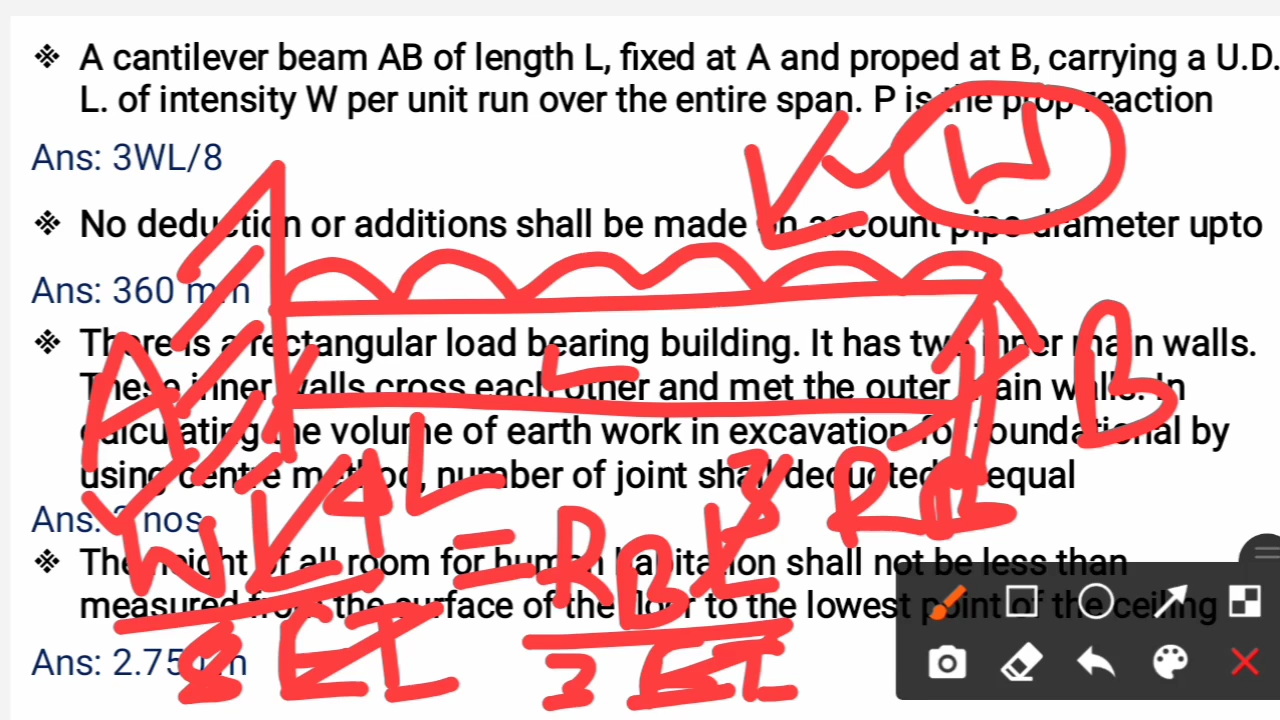 ❖ A cantilever beam AB of length L, fixed at A and proped at B, carrying a U.D.
L. of intensity W per unit run over the entire span. P is the prop reaction
Ans: 3WL/8
❖ No deduction or additions shall be made on account pipe diameter upto
Ans: 360 mm
❖ There is a rectangular load bearing building. It has two inner main walls.
These inner walls cross each other and met the outer main walls. In
calculating the volume of earth work in excavation for foundational by
using centre method, number of joint shall deducted equal
Ans: nos
❖ The height of all room for human habitation shall not be less than
measured from the surface of the floor to the lowest point of the ceiling
Ans: 2.75
W
A
L
B
L
WL4
8EI
=
RBL3
3EI